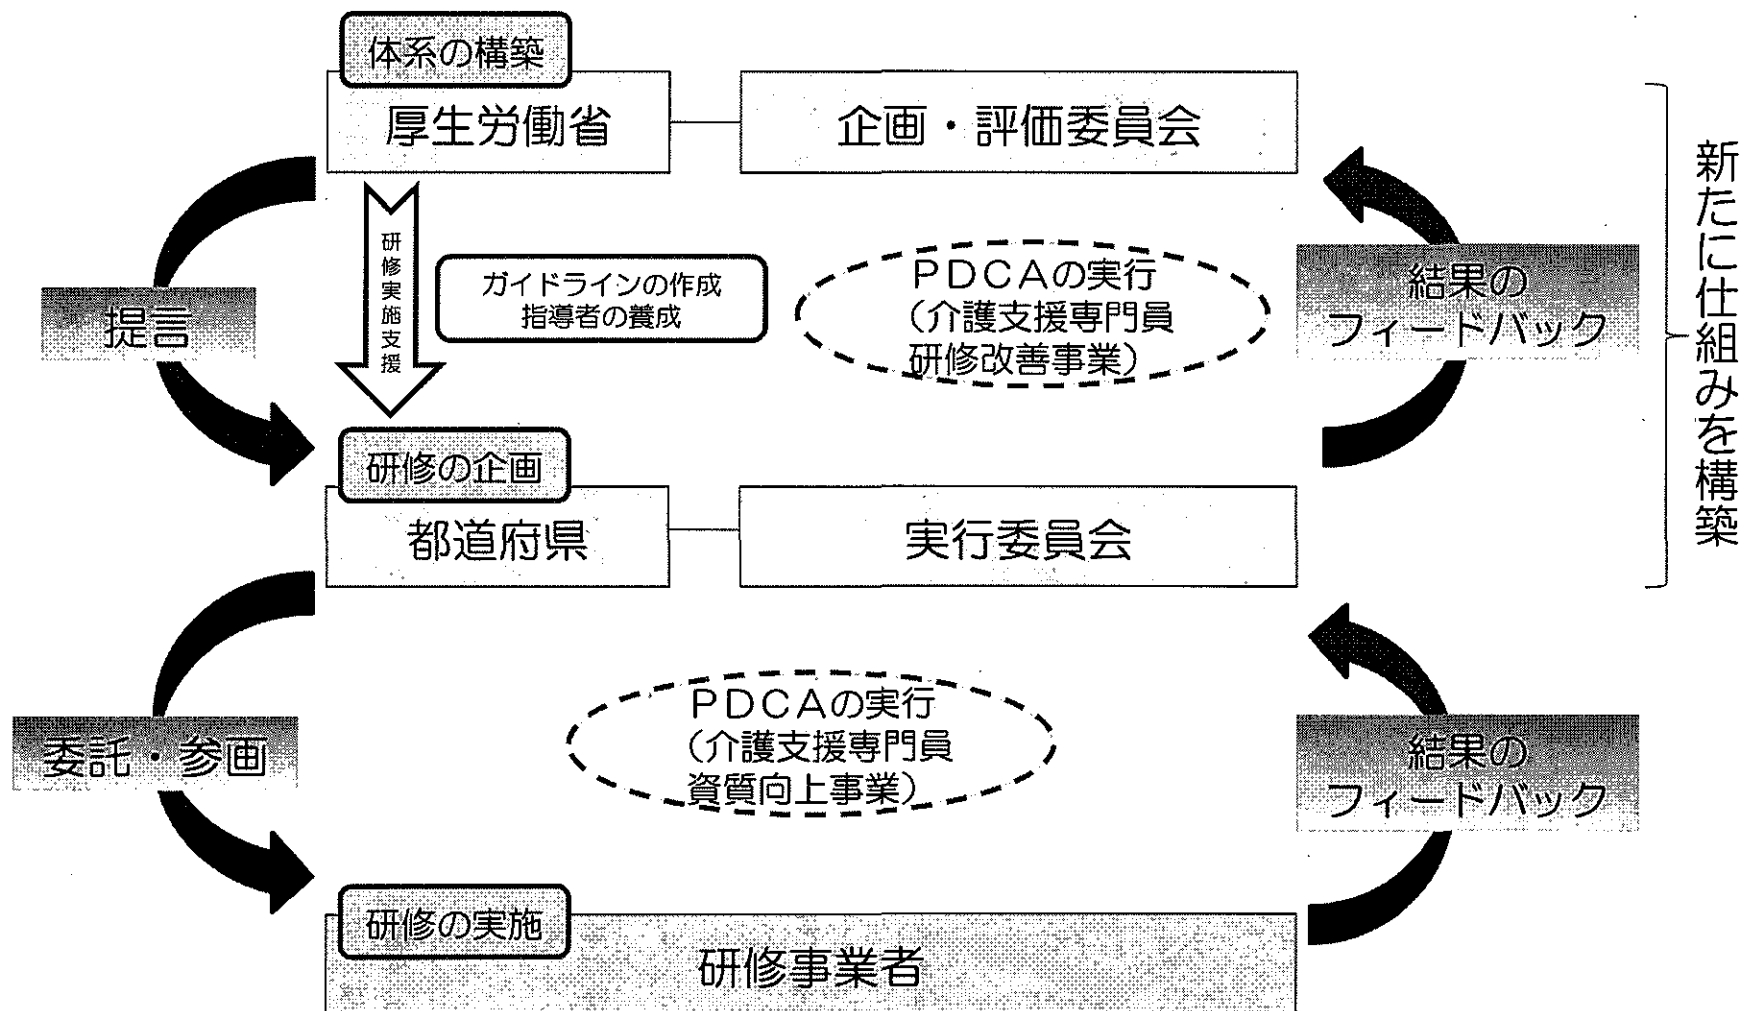 体系の構築
厚生労働省
企画・評価委員会
研修実施支援
ガイドラインの作成
指導者の養成
PDCAの実行
(介護支援専門員
研修改善事業)
提言
結果の
フィードバック
新たに仕組みを構築
研修の企画
都道府県
実行委員会
PDCAの実行
(介護支援専門員
資質向上事業)
委託・参画
結果の
フィードバック
研修の実施
研修事業者